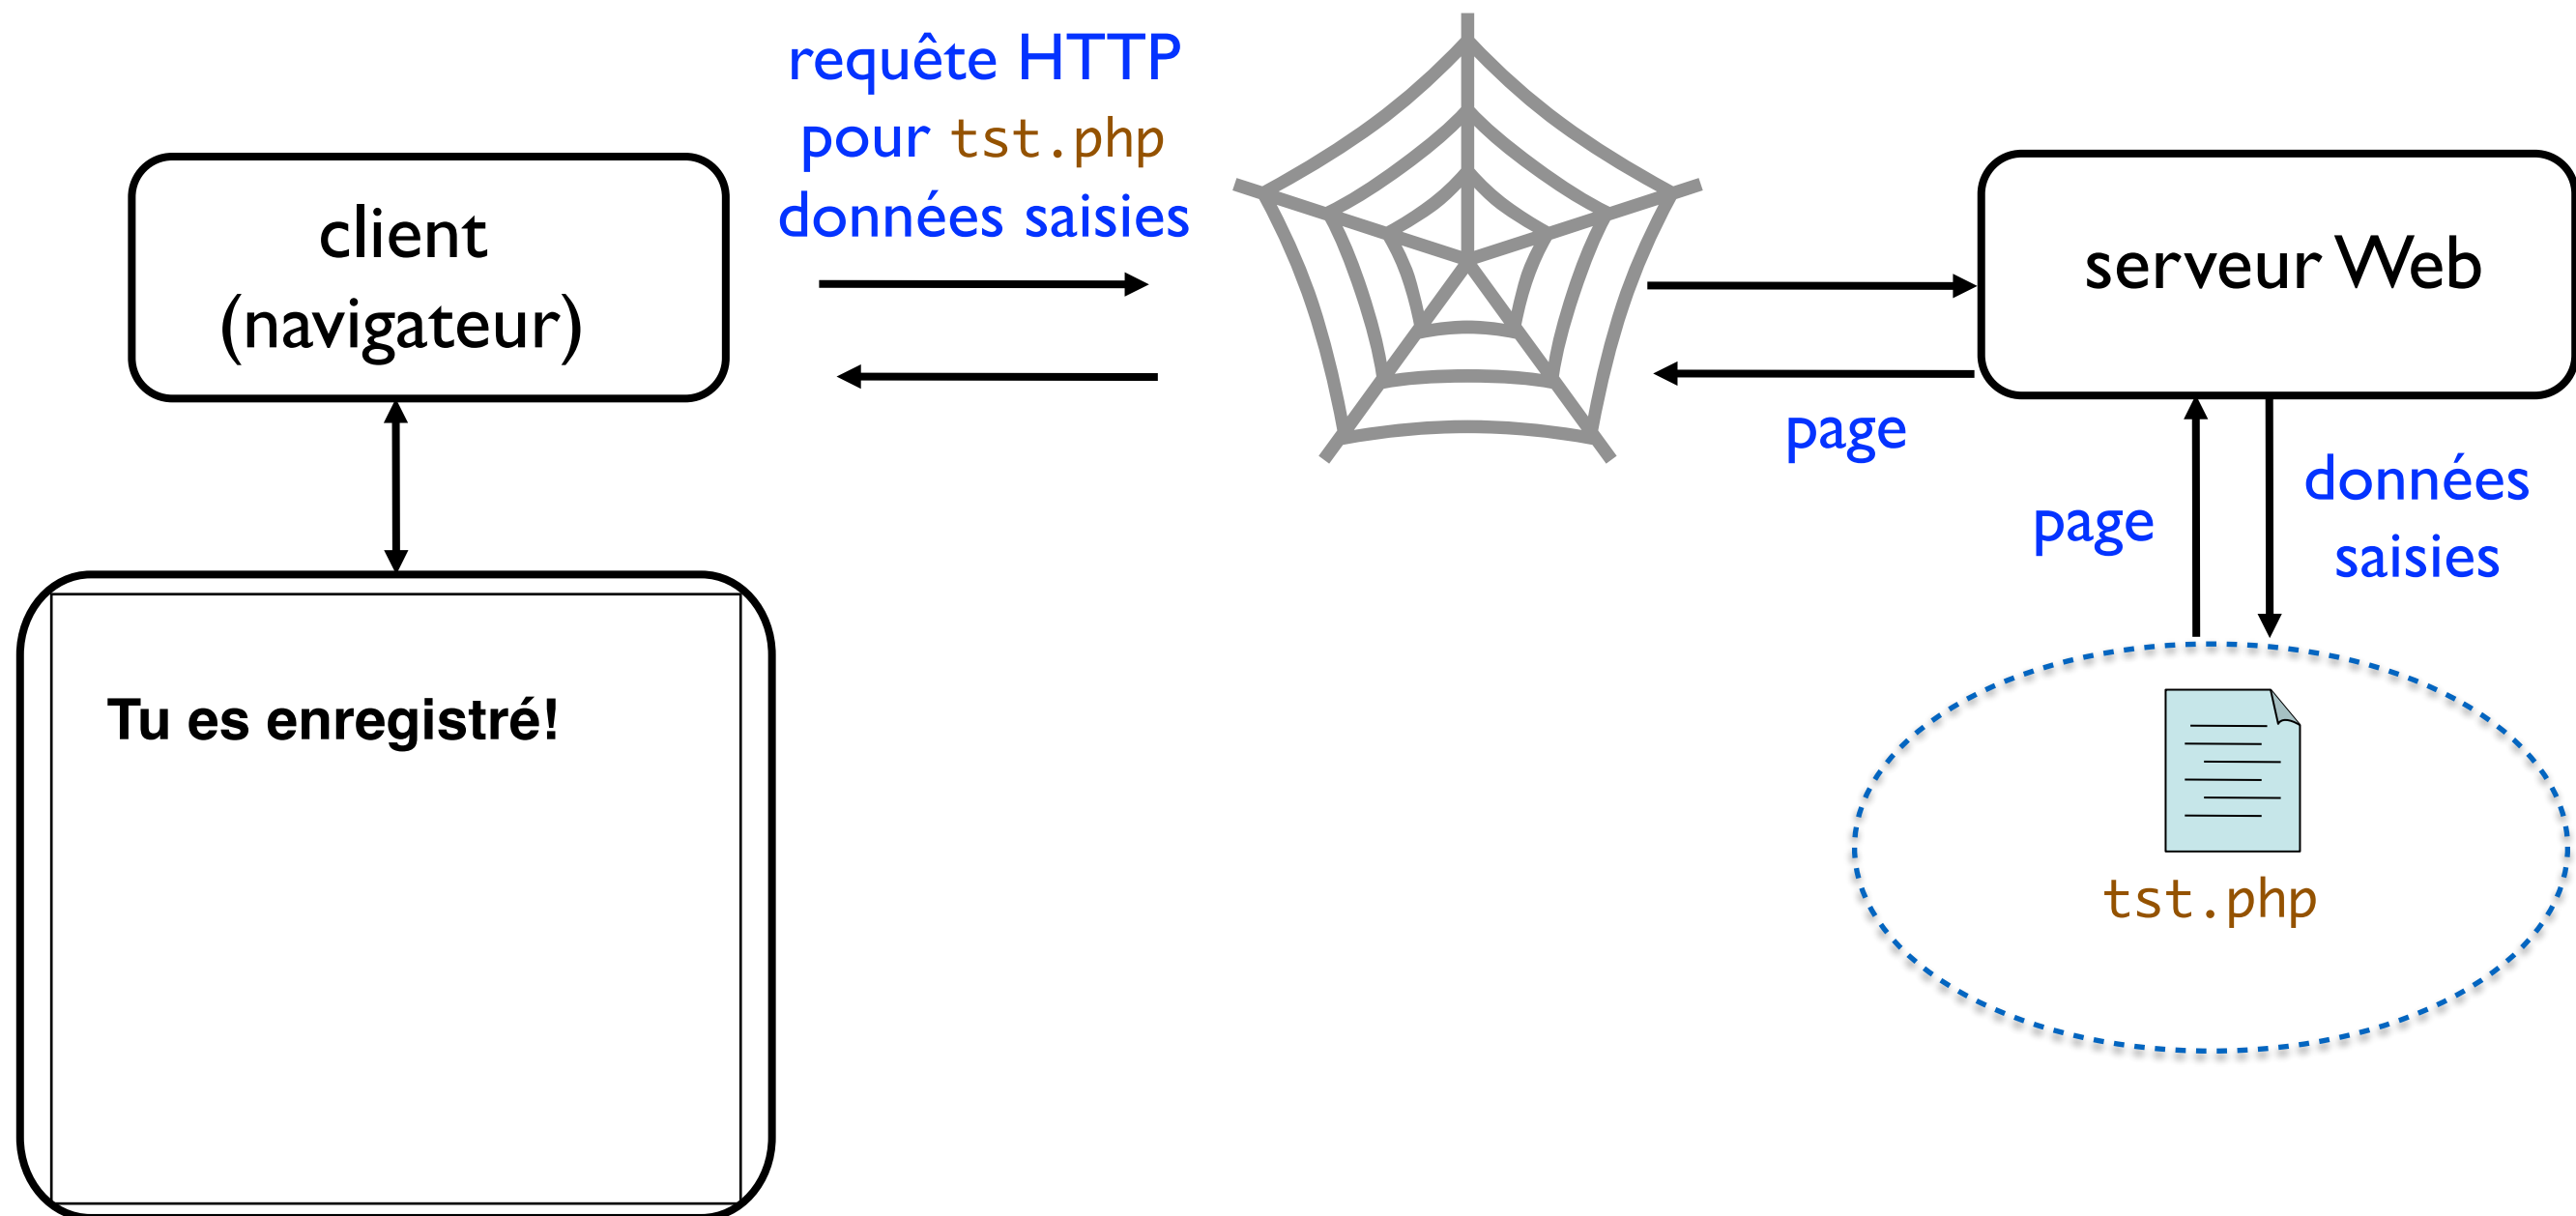 requête HTTP
pour tst.php
données saisies
client
(navigateur)
serveur Web
page
données
saisies
page
Tu es enregistré!
tst.php